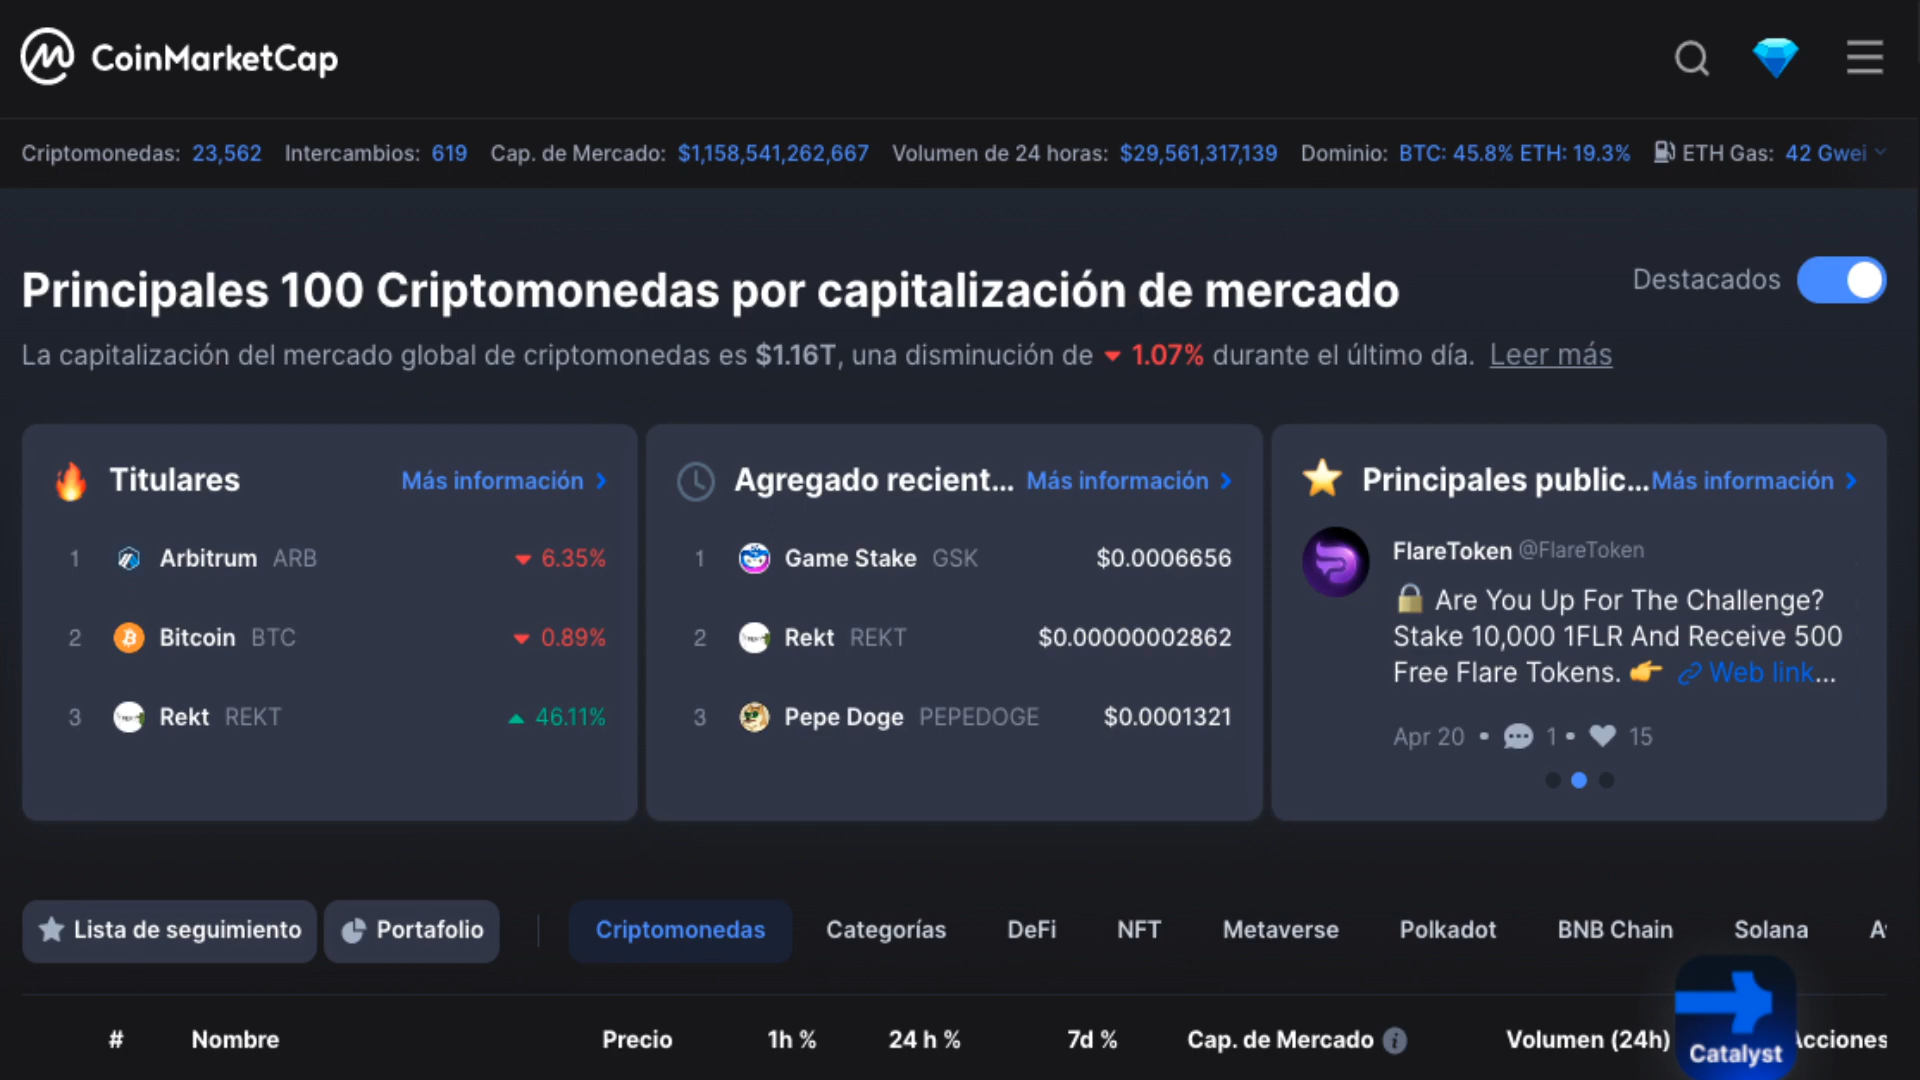 CoinMarketCap
Criptomonedas: 23,562 Intercambios: 619 Cap. de Mercado: $1,158,541,262,667 Volumen de 24 horas: $29,561,317,139 Dominio: BTC: 45.8% ETH: 19.3% ETH Gas: 42 Gwei
Principales 100 Criptomonedas por capitalización de mercado
Destacados
La capitalización del mercado global de criptomonedas es $1.16T, una disminución de 1.07% durante el último día. Leer más
Titulares Más información
1 Arbitrum ARB 6.35%
2 Bitcoin BTC 0.89%
3 Rekt REKT 46.11%
Agregado recient... Más información
1 Game Stake GSK $0.0006656
2 Rekt REKT $0.00000002862
3 Pepe Doge PEPEDOGE $0.0001321
Principales public... Más información
FlareToken @FlareToken
Are You Up For The Challenge?
Stake 10,000 1FLR And Receive 500
Free Flare Tokens. Web link...
Apr 20 • 1 • 15
Lista de seguimiento Portafolio Criptomonedas Categorías DeFi NFT Metaverse Polkadot BNB Chain Solana
# Nombre Precio 1h % 24 h % 7d % Cap. de Mercado Volumen (24h) Acciones
Catalyst